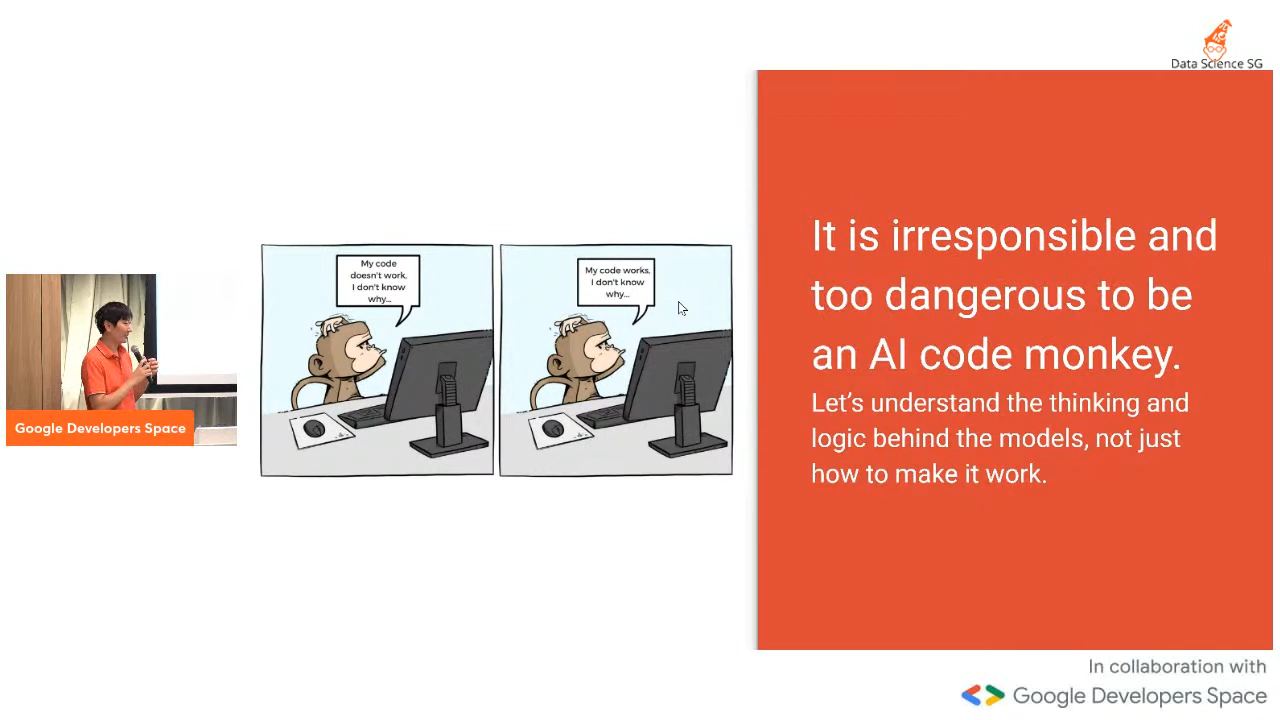 Data Science SG
Google Developers Space
My code
doesn't work,
I don't know
why...
My code works,
I don't know
why...
It is irresponsible and
too dangerous to be
an AI code monkey.
Let's understand the thinking and
logic behind the models, not just
how to make it work.
In collaboration with
Google Developers Space